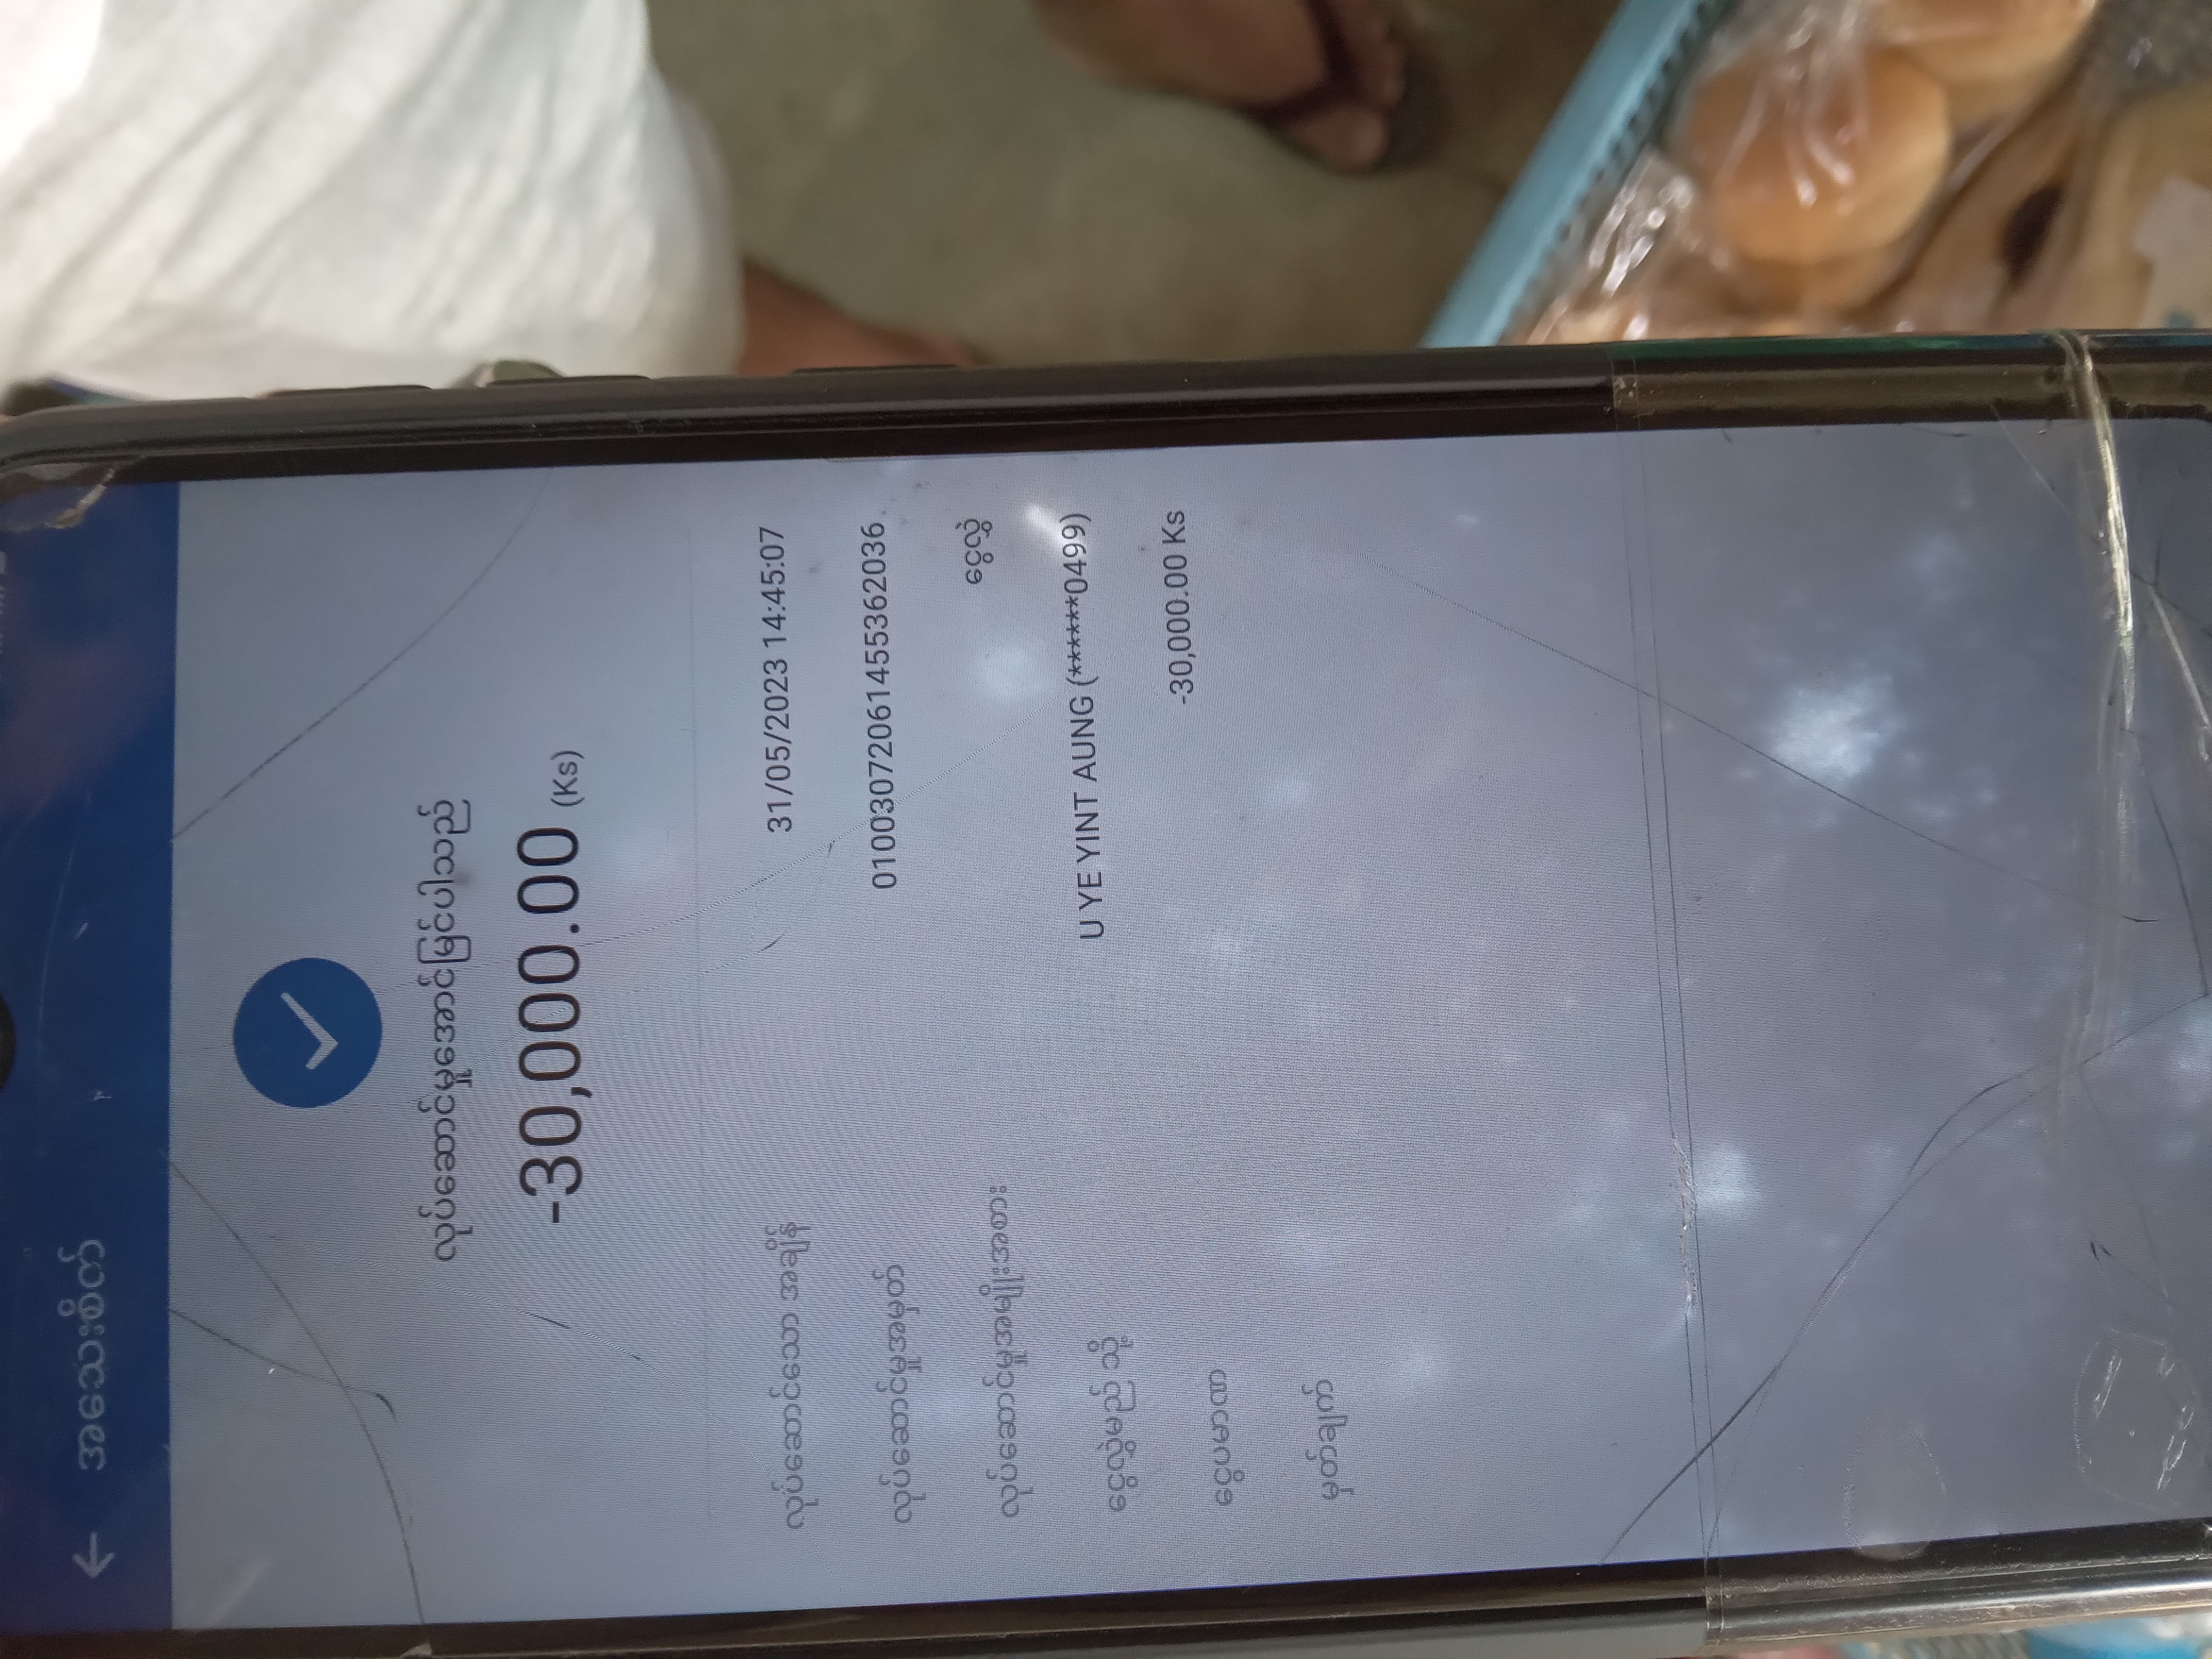 အသေးစိတ်
လုပ်ဆောင်မှုအောင်မြင်ပါသည်
-30,000.00 (Ks)
လုပ်ဆောင်သော အချိန် 31/05/2023 14:45:07
လုပ်ဆောင်မှုအမှတ် 01003072061455362036
လုပ်ဆောင်မှုအမျိုးအစား ငွေလွှဲ
ငွေလွှဲမည် သို့ U YE YINT AUNG (******0499)
ငွေပမာဏ -30,000.00 Ks
မှတ်ချက်